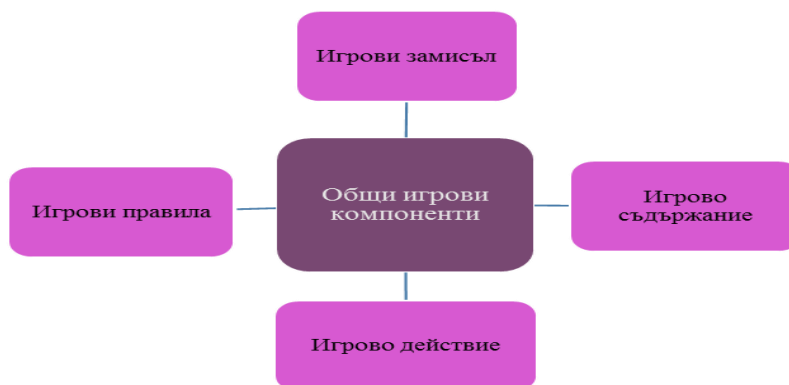 Игрови замисъл
Игрови правила
Общи игрови
компоненти
Игрово
съдържание
Игрово действие